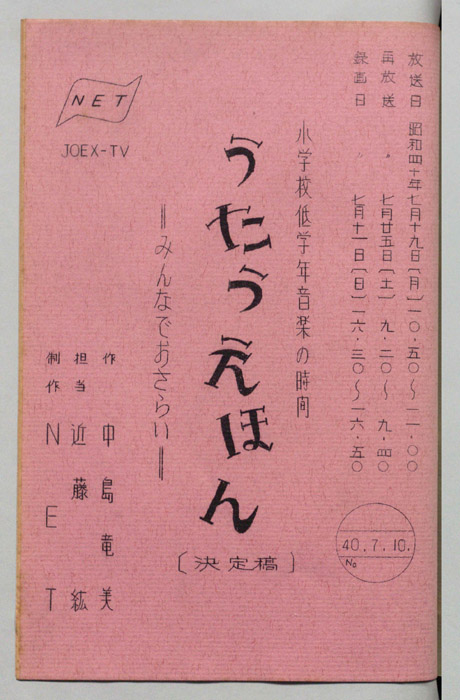 放送日 昭和四十年七月十九日〔月〕一〇・五〇〜一一・〇〇
再放送 七月廿五日〔土〕九・二〇〜九・四〇
録画日 七月十一日〔日〕一六・三〇〜一六・五〇
小学校低学年音楽の時間
うたうえほん
＝みんなでおさらい＝
〔決定稿〕
NET
JOEX-TV
作 中島竜美
担当 近藤紘
制作 NET
40.7.10.
No